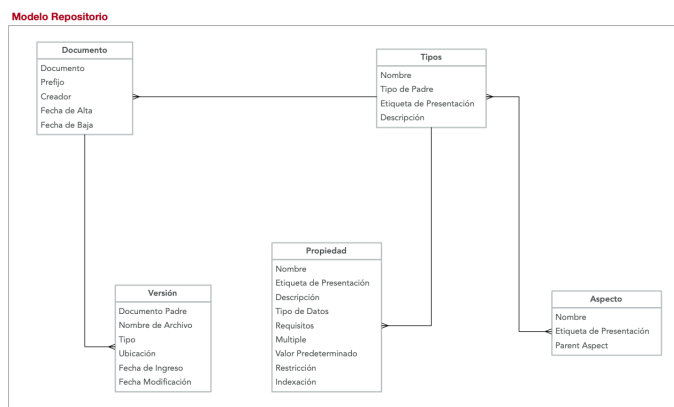 Modelo Repositorio
Documento
Documento
Prefijo
Creador
Fecha de Alta
Fecha de Baja
Tipos
Nombre
Tipo de Padre
Etiqueta de Presentación
Descripción
Propiedad
Nombre
Etiqueta de Presentación
Descripción
Tipo de Datos
Requisitos
Multiple
Valor Predeterminado
Restricción
Indexación
Versión
Documento Padre
Nombre de Archivo
Tipo
Ubicación
Fecha de Ingreso
Fecha Modificación
Aspecto
Nombre
Etiqueta de Presentación
Parent Aspect